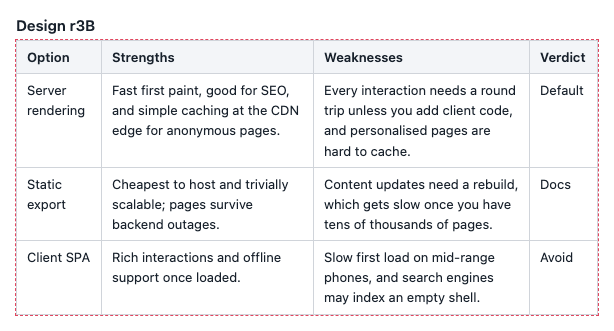 Design r3B
Option Strengths Weaknesses Verdict
Server rendering
Fast first paint, good for SEO,
and simple caching at the CDN
edge for anonymous pages.
Every interaction needs a round
trip unless you add client code,
and personalised pages are
hard to cache.
Default
Static
export
Cheapest to host and trivially
scalable; pages survive
backend outages.
Content updates need a rebuild,
which gets slow once you have
tens of thousands of pages.
Docs
Client SPA
Rich interactions and offline
support once loaded.
Slow first load on mid-range
phones, and search engines
may index an empty shell.
Avoid